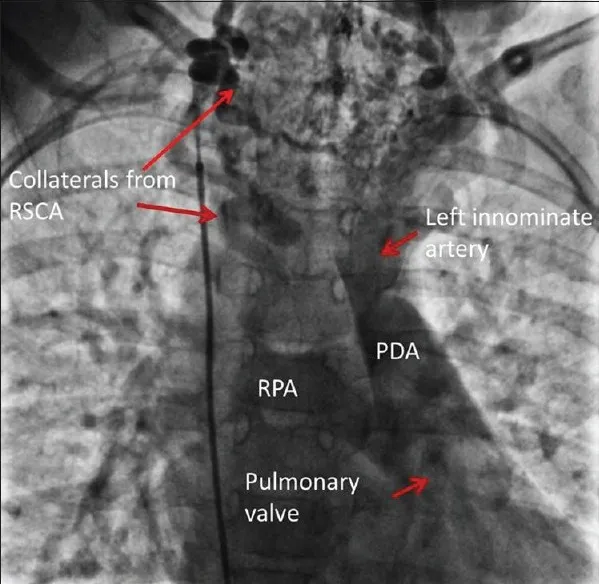 Collaterals from
RSCA
Left innominate
artery
PDA
RPA
Pulmonary
valve